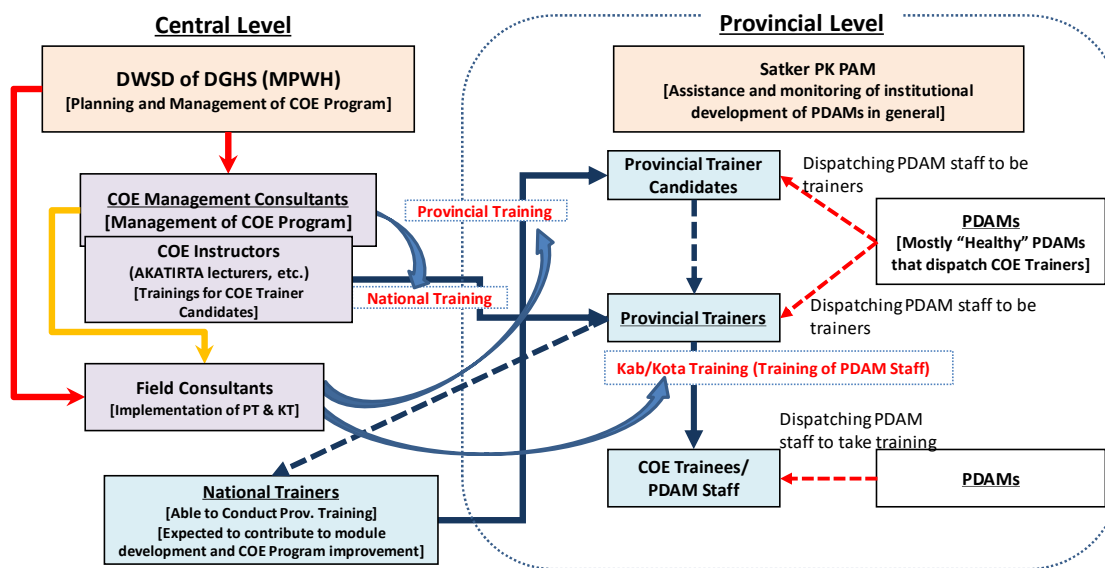 Central Level
DWSD of DGHS (MPWH)
[Planning and Management of COE Program]
COE Management Consultants
[Management of COE Program]
COE Instructors
(AKATIRTA lecturers, etc.)
[Trainings for COE Trainer
Candidates]
Field Consultants
[Implementation of PT & KT]
National Trainers
[Able to Conduct Prov. Training]
[Expected to contribute to module
development and COE Program improvement]
Provincial Training
National Training
Provincial Level
Satker PK PAM
[Assistance and monitoring of institutional
development of PDAMs in general]
Provincial Trainer
Candidates
Dispatching PDAM staff to be
trainers
PDAMs
[Mostly “Healthy” PDAMs
that dispatch COE Trainers]
Provincial Trainers
Dispatching PDAM staff to be
trainers
Kab/Kota Training (Training of PDAM Staff)
Dispatching PDAM
staff to take training
COE Trainees/
PDAM Staff
PDAMs